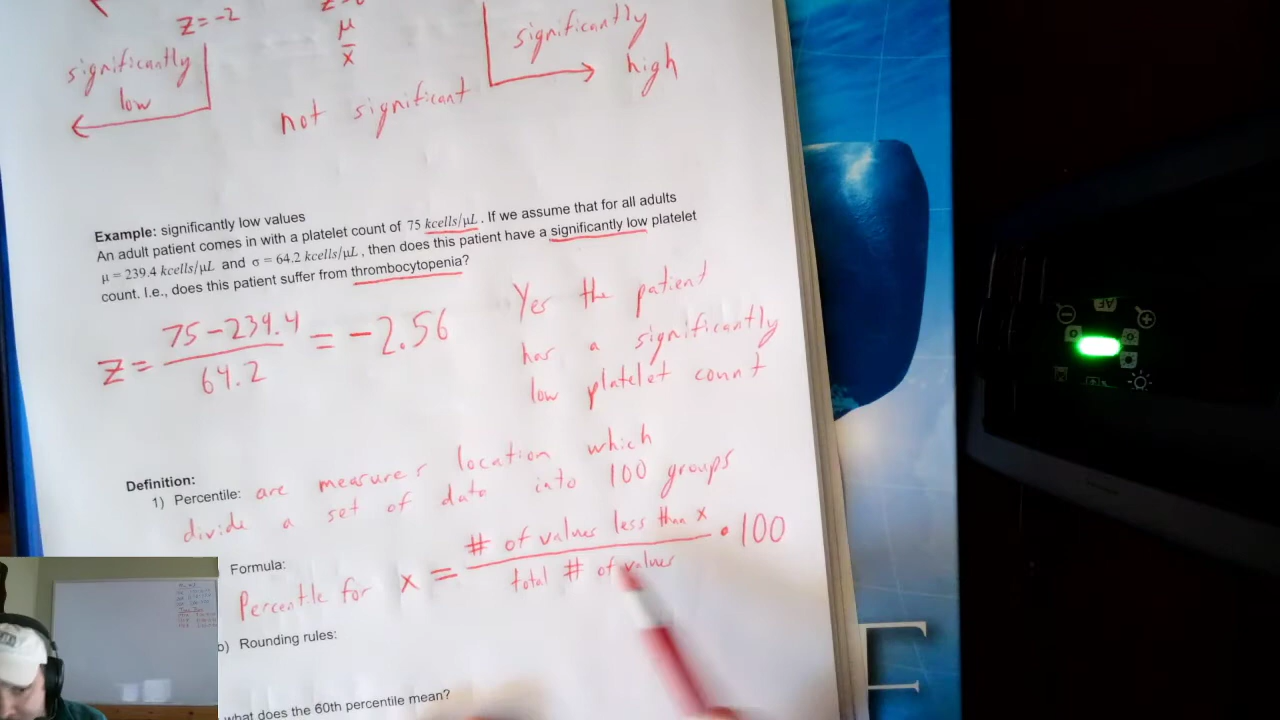 z=-2
μ
x̄
significantly
low
not significant
significantly
high
Example: significantly low values
An adult patient comes in with a platelet count of 75 kcells/μL. If we assume that for all adults
μ = 239.4 kcells/μL and σ = 64.2 kcells/μL, then does this patient have a significantly low platelet
count. I.e., does this patient suffer from thrombocytopenia?
z = 75-239.4 / 64.2 = -2.56
Yes the patient
has a significantly
low platelet count
Definition:
1) Percentile: are measures location which
divide a set of data into 100 groups
Formula:
Percentile for x = # of values less than x / total # of values • 100
b) Rounding rules:
what does the 60th percentile mean?